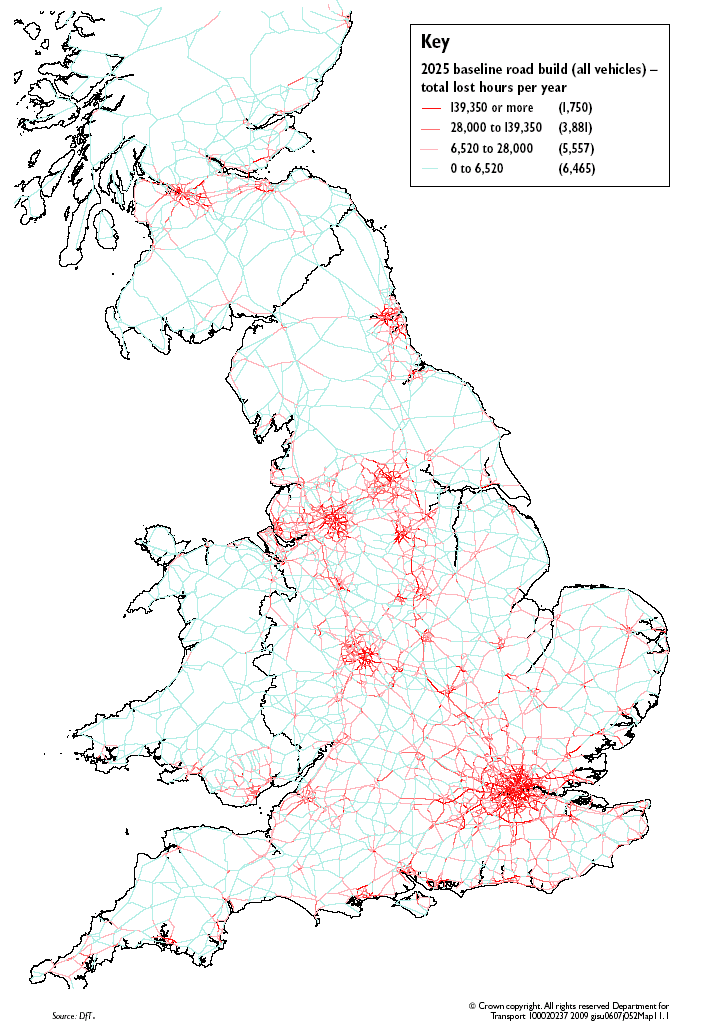 Key
2025 baseline road build (all vehicles) –
total lost hours per year
139,350 or more (1,750)
28,000 to 139,350 (3,881)
6,520 to 28,000 (5,557)
0 to 6,520 (6,465)
© Crown copyright. All rights reserved Department for
Source: DfT. Transport 100020237 2009 gisu0607j052Map11.1